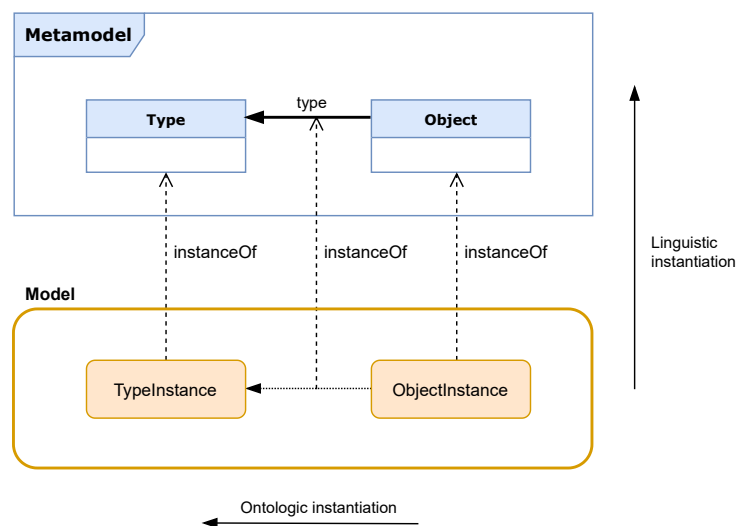 Metamodel
type
Type
Object
instanceOf
instanceOf
instanceOf
Linguistic
instantiation
Model
TypeInstance
ObjectInstance
Ontologic instantiation